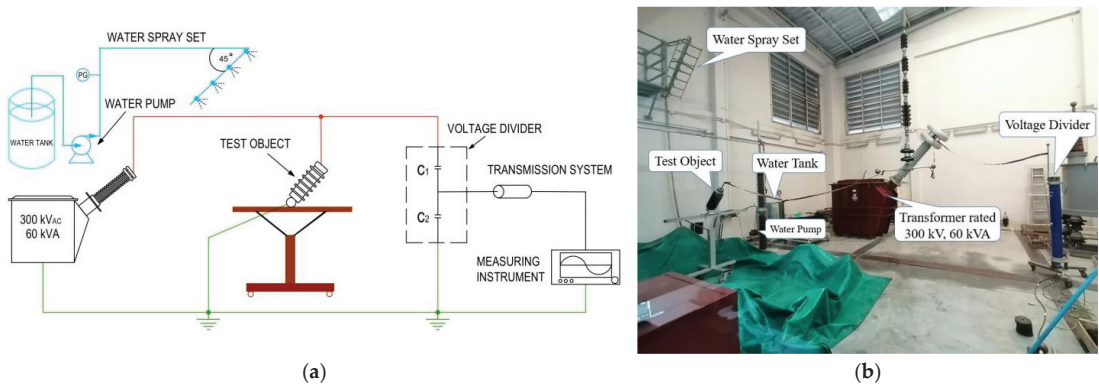 WATER SPRAY SET
45°
PG
WATER PUMP
WATER TANK
TEST OBJECT
VOLTAGE DIVIDER
C1
TRANSMISSION SYSTEM
C2
300 kVAC
60 kVA
MEASURING
INSTRUMENT
(a)
Water Spray Set
Voltage Divider
Test Object
Water Tank
Transformer rated
300 kV, 60 kVA
Water Pump
(b)